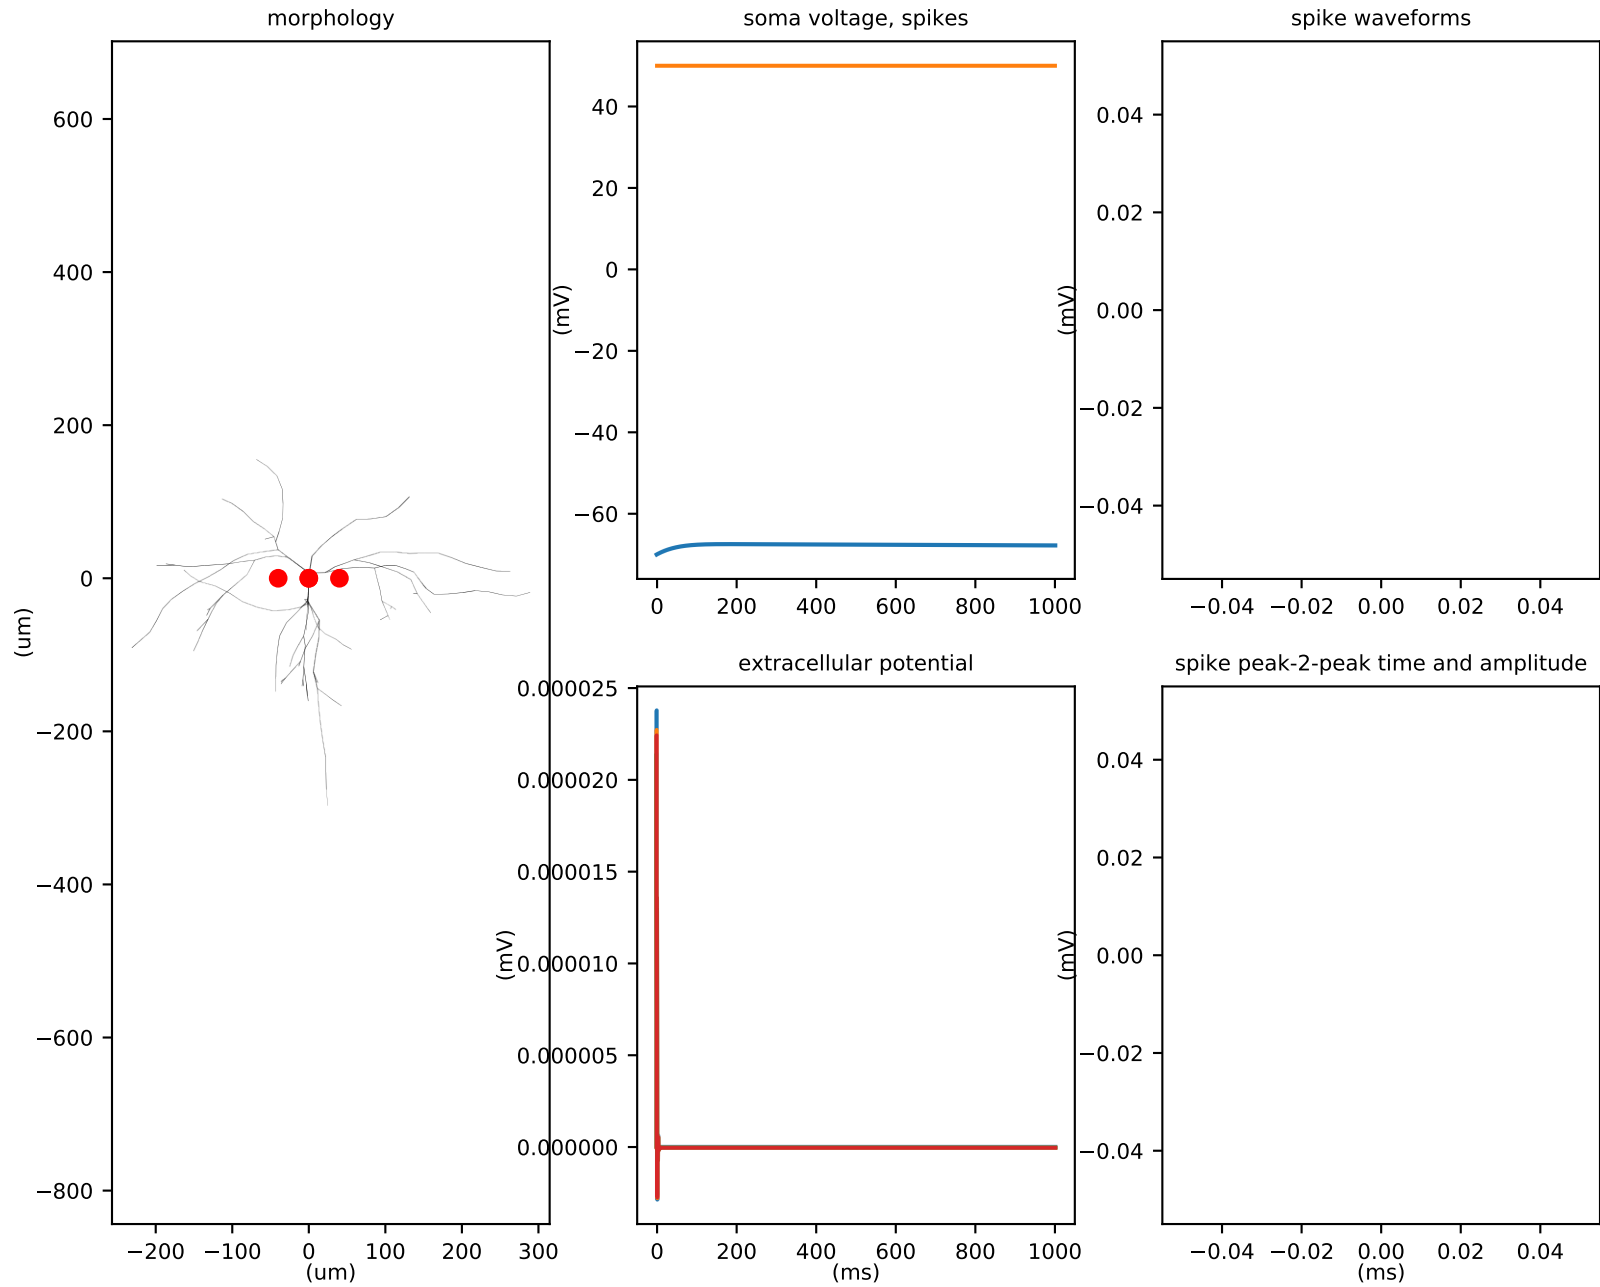 morphology
600
400
200
0
−200
−400
−600
−800
(um)
−200 −100 0 100 200 300
(um)
soma voltage, spikes
40
20
0
−20
−40
−60
(mV)
0 200 400 600 800 1000
spike waveforms
0.04
0.02
0.00
−0.02
−0.04
(mV)
−0.04 −0.02 0.00 0.02 0.04
extracellular potential
0.000025
0.000020
0.000015
0.000010
0.000005
0.000000
(mV)
0 200 400 600 800 1000
(ms)
spike peak-2-peak time and amplitude
0.04
0.02
0.00
−0.02
−0.04
(mV)
−0.04 −0.02 0.00 0.02 0.04
(ms)